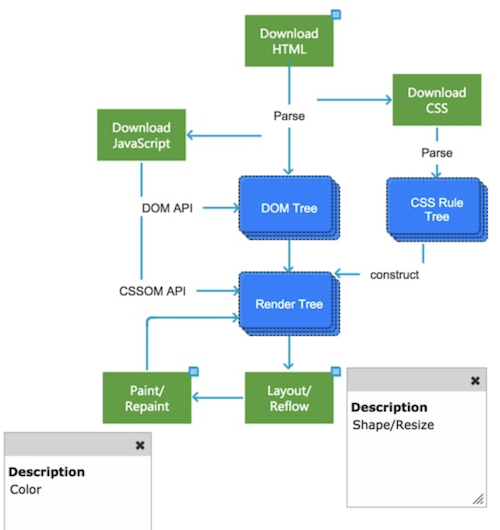 Download
HTML
Download
CSS
Parse
Download
JavaScript
Parse
DOM API
DOM Tree
CSS Rule
Tree
construct
CSSOM API
Render Tree
Paint/
Repaint
Layout/
Reflow
Description
Shape/Resize
Description
Color